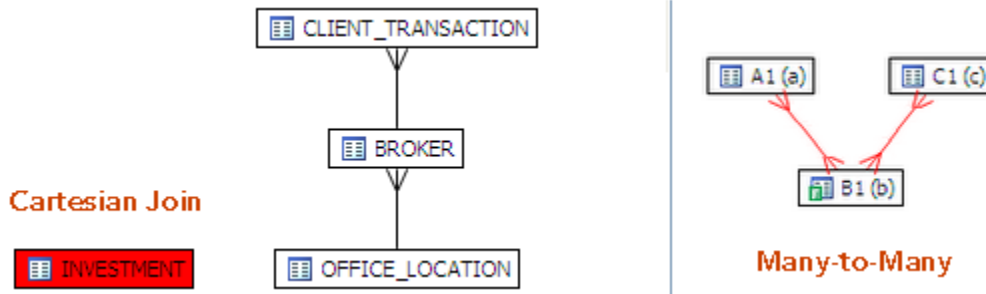 CLIENT_TRANSACTION
BROKER
Cartesian Join
INVESTMENT
OFFICE_LOCATION
A1 (a)
C1 (c)
B1 (b)
Many-to-Many